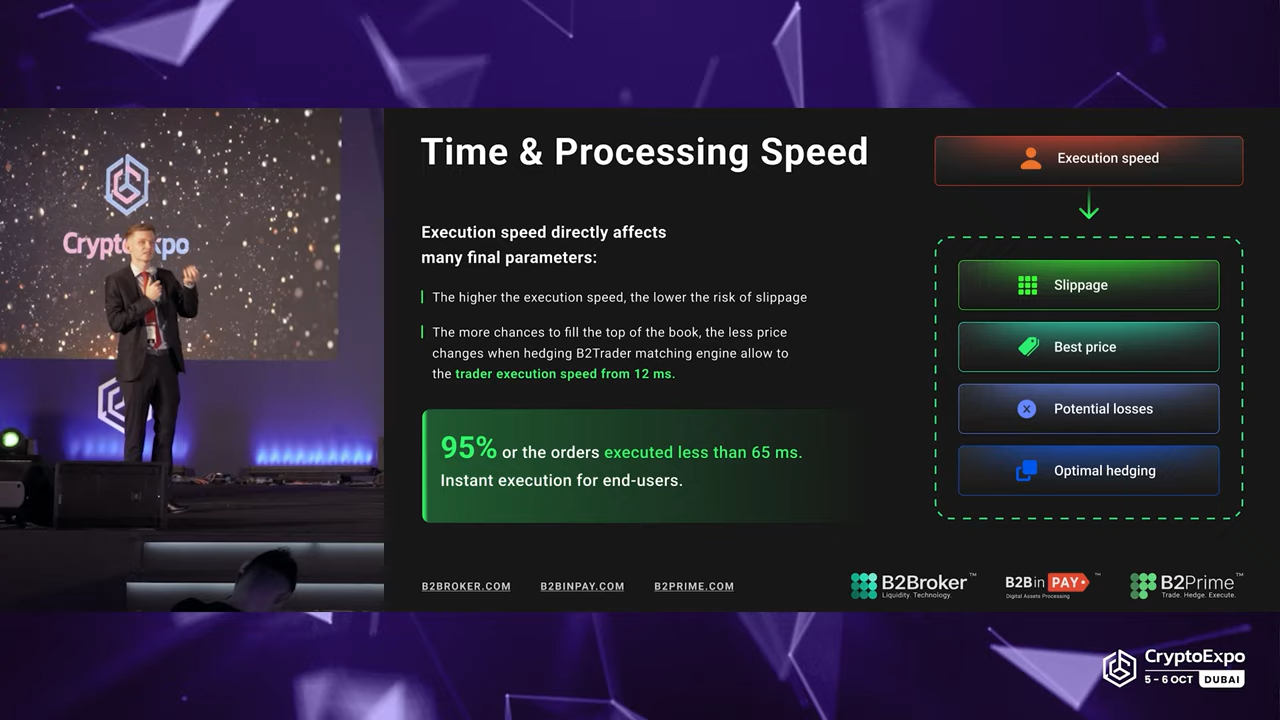 CryptoExpo
Time & Processing Speed
Execution speed directly affects
many final parameters:
The higher the execution speed, the lower the risk of slippage
The more chances to fill the top of the book, the less price
changes when hedging B2Trader matching engine allow to
the trader execution speed from 12 ms.
95% or the orders executed less than 65 ms.
Instant execution for end-users.
Execution speed
Slippage
Best price
Potential losses
Optimal hedging
B2BROKER.COM B2BINPAY.COM B2PRIME.COM
B2Broker™
Liquidity. Technology.
B2BinPAY™
Digital Assets Processing
B2Prime™
Trade. Hedge. Execute.
CryptoExpo
5 - 6 OCT DUBAI